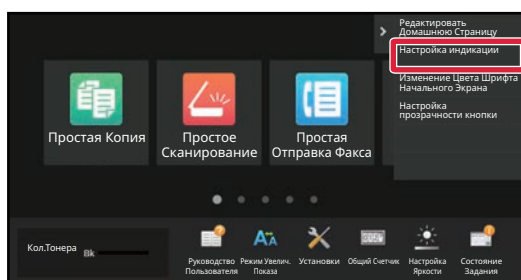 Редактировать
Домашнюю Страницу
Настройка индикации
Изменение Цвета Шрифта
Начального Экрана
Настройка
прозрачности кнопки
Простая Копия
Простое
Сканирование
Простая
Отправка Факса
Кол.Тонера
Bk
Руководство
Пользователя
Режим Увелич.
Показа
Установки
Общий Счетчик
Настройка
Яркости
Состояние
Задания